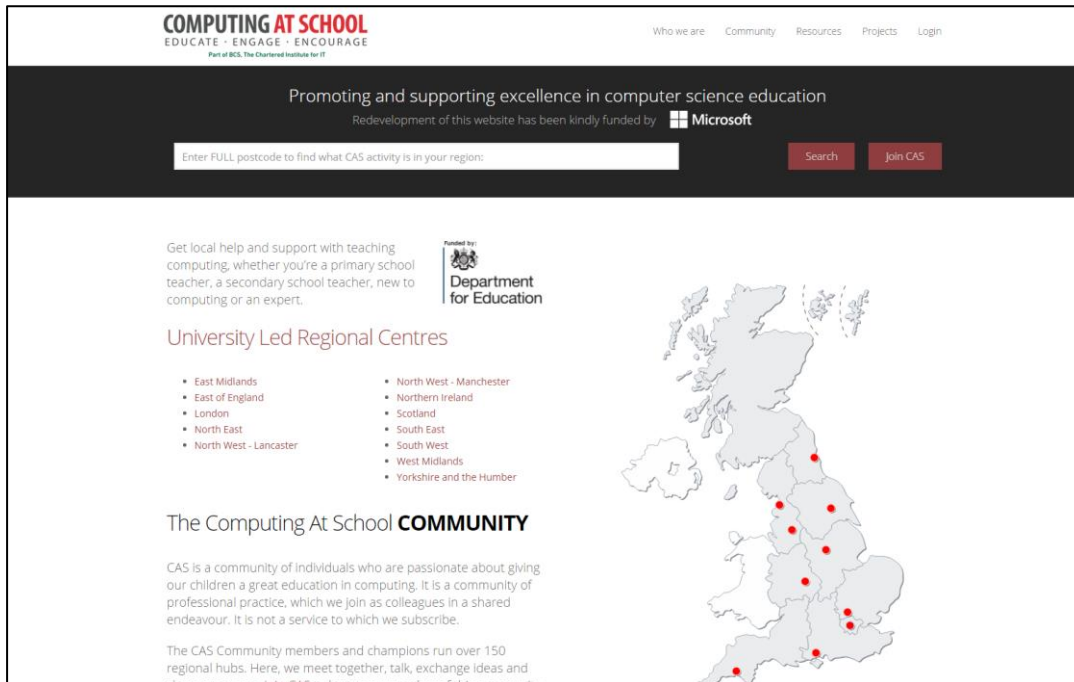 COMPUTING AT SCHOOL
EDUCATE · ENGAGE · ENCOURAGE
Part of BCS, The Chartered Institute for IT
Who we are
Community
Resources
Projects
Login
Promoting and supporting excellence in computer science education
Redevelopment of this website has been kindly funded by Microsoft
Enter FULL postcode to find what CAS activity is in your region:
Search
Join CAS
Get local help and support with teaching
computing, whether you're a primary school
teacher, a secondary school teacher, new to
computing or an expert.
Funded by:
Department
for Education
University Led Regional Centres
East Midlands
East of England
London
North East
North West - Lancaster
North West - Manchester
Northern Ireland
Scotland
South East
South West
West Midlands
Yorkshire and the Humber
The Computing At School COMMUNITY
CAS is a community of individuals who are passionate about giving
our children a great education in computing. It is a community of
professional practice, which we join as colleagues in a shared
endeavour. It is not a service to which we subscribe.
The CAS Community members and champions run over 150
regional hubs. Here, we meet together, talk, exchange ideas and